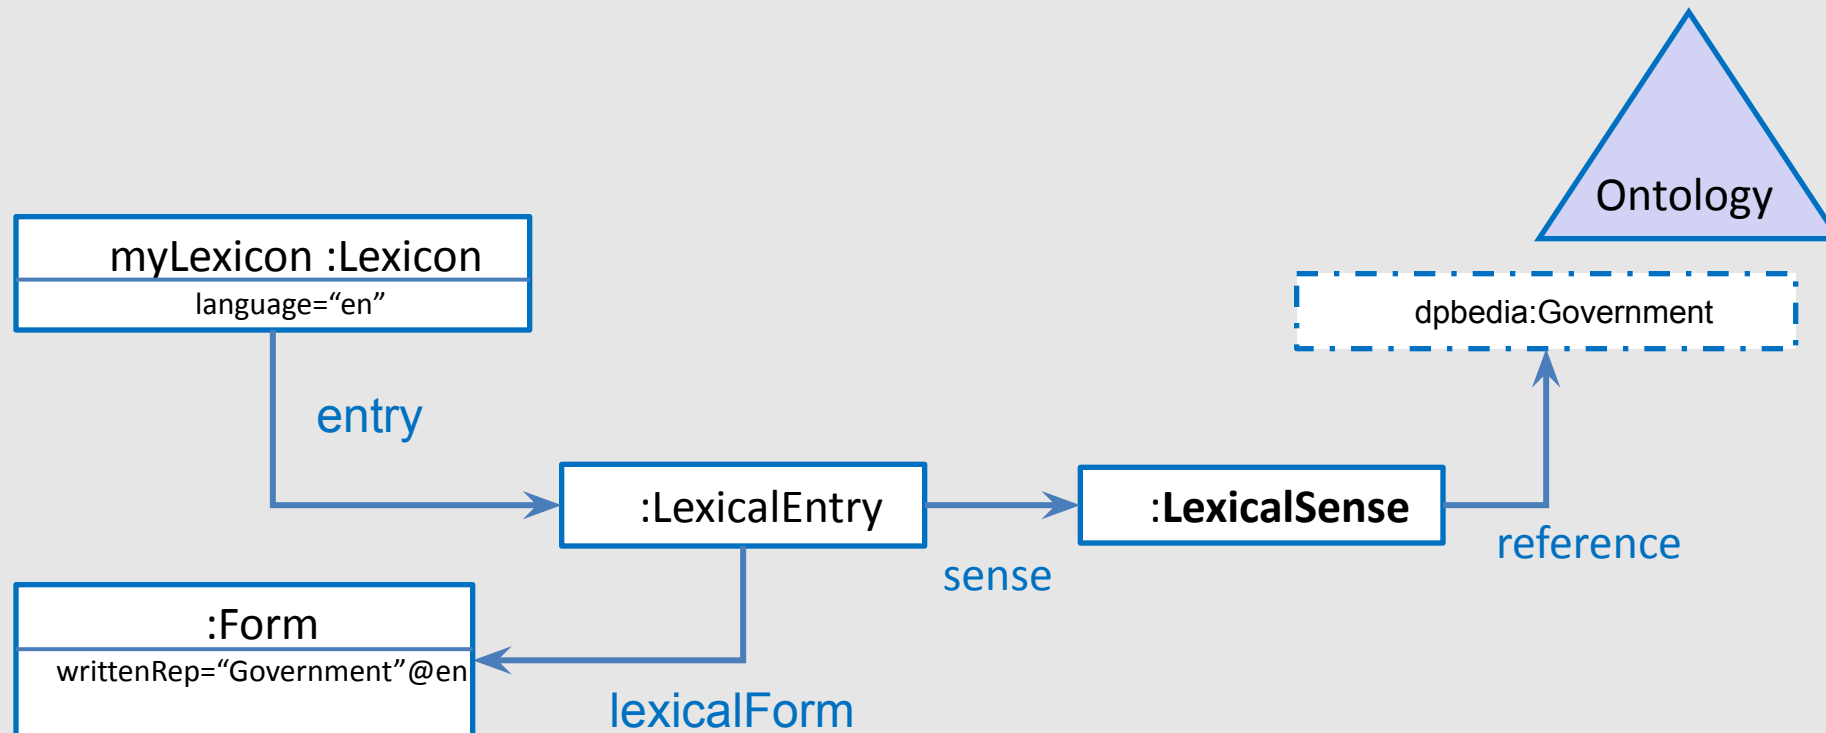 Ontology
myLexicon :Lexicon
language=“en”
dpbedia:Government
entry
:LexicalEntry
:LexicalSense
reference
sense
:Form
writtenRep=“Government”@en
lexicalForm